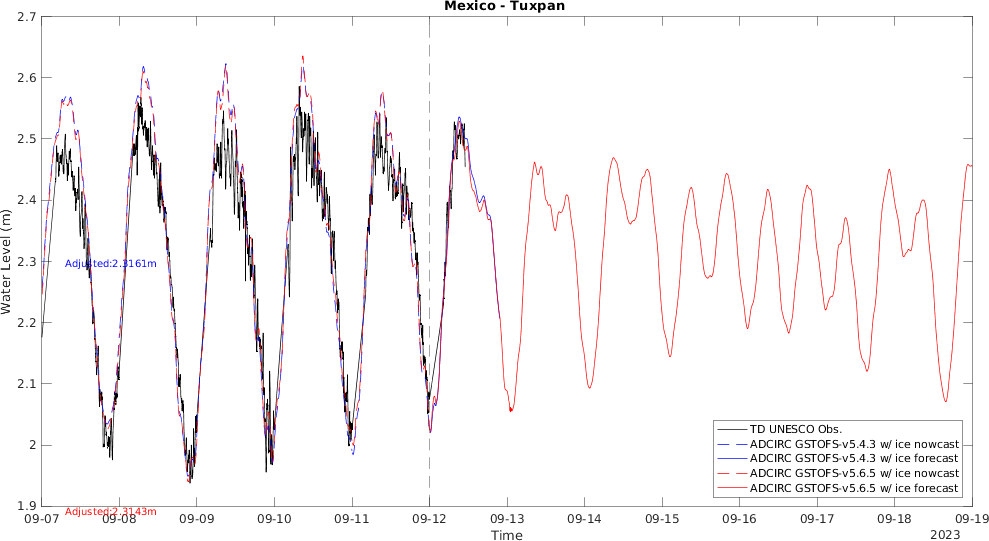 Mexico - Tuxpan
2.7
2.6
2.5
2.4
2.3
2.2
2.1
2
1.9
Water Level (m)
Adjusted:2.3161m
Adjusted:2.3143m
TD UNESCO Obs.
ADCIRC GSTOFS-v5.4.3 w/ ice nowcast
ADCIRC GSTOFS-v5.4.3 w/ ice forecast
ADCIRC GSTOFS-v5.6.5 w/ ice nowcast
ADCIRC GSTOFS-v5.6.5 w/ ice forecast
09-07 09-08 09-09 09-10 09-11 09-12 09-13 09-14 09-15 09-16 09-17 09-18 09-19
Time
2023